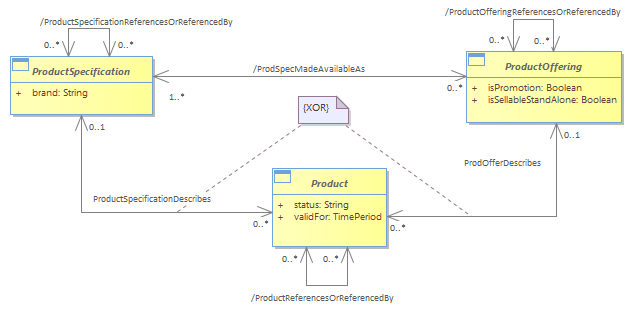 /ProductSpecificationReferencesOrReferencedBy
/ProductOfferingReferencesOrReferencedBy
0..*
0..*
0..*
0..*
ProductSpecification
+ brand: String
/ProdSpecMadeAvailableAs
1..*
0..*
ProductOffering
+ isPromotion: Boolean
+ isSellableStandAlone: Boolean
{XOR}
0..1
0..1
ProdOfferDescribes
ProductSpecificationDescribes
Product
+ status: String
+ validFor: TimePeriod
0..*
0..*
0..*
0..*
/ProductReferencesOrReferencedBy